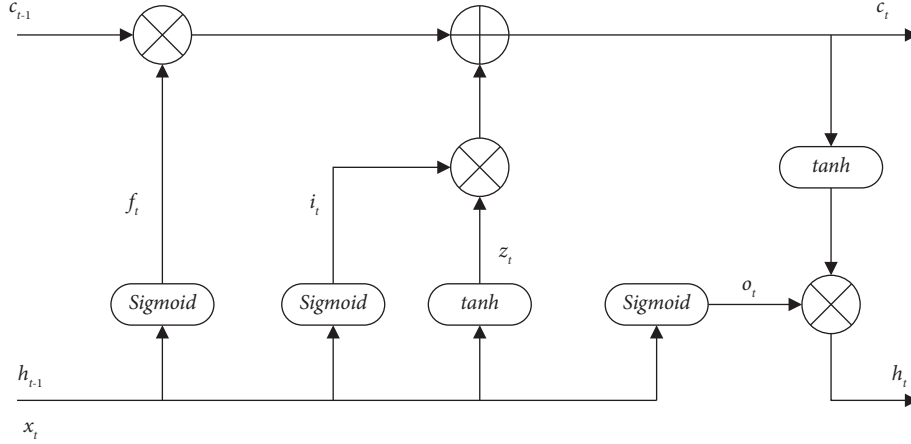 c_{t-1}
c_t
tanh
f_t
i_t
z_t
Sigmoid
Sigmoid
tanh
Sigmoid
o_t
h_{t-1}
h_t
x_t